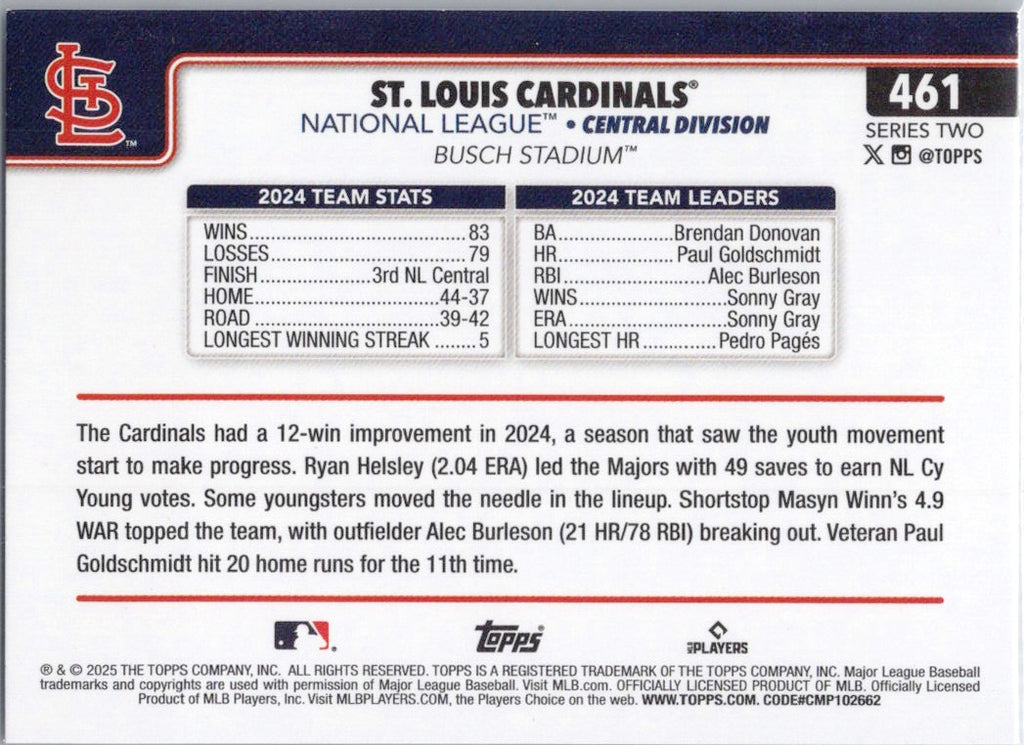 STL™
ST. LOUIS CARDINALS®
NATIONAL LEAGUE™ • CENTRAL DIVISION
BUSCH STADIUM™
461
SERIES TWO
X @TOPPS
2024 TEAM STATS
WINS..........83
LOSSES..........79
FINISH..........3rd NL Central
HOME..........44-37
ROAD..........39-42
LONGEST WINNING STREAK ........5
2024 TEAM LEADERS
BA..........Brendan Donovan
HR..........Paul Goldschmidt
RBI..........Alec Burleson
WINS..........Sonny Gray
ERA..........Sonny Gray
LONGEST HR ..........Pedro Pagés
The Cardinals had a 12-win improvement in 2024, a season that saw the youth movement
start to make progress. Ryan Helsley (2.04 ERA) led the Majors with 49 saves to earn NL Cy
Young votes. Some youngsters moved the needle in the lineup. Shortstop Masyn Winn's 4.9
WAR topped the team, with outfielder Alec Burleson (21 HR/78 RBI) breaking out. Veteran Paul
Goldschmidt hit 20 home runs for the 11th time.
Topps®
MLB PLAYERS
® & © 2025 THE TOPPS COMPANY, INC. ALL RIGHTS RESERVED. TOPPS IS A REGISTERED TRADEMARK OF THE TOPPS COMPANY, INC. Major League Baseball
trademarks and copyrights are used with permission of Major League Baseball. Visit MLB.com. OFFICIALLY LICENSED PRODUCT OF MLB. Officially Licensed
Product of MLB Players, Inc. Visit MLBPLAYERS.COM, the Players Choice on the web. WWW.TOPPS.COM. CODE#CMP102662